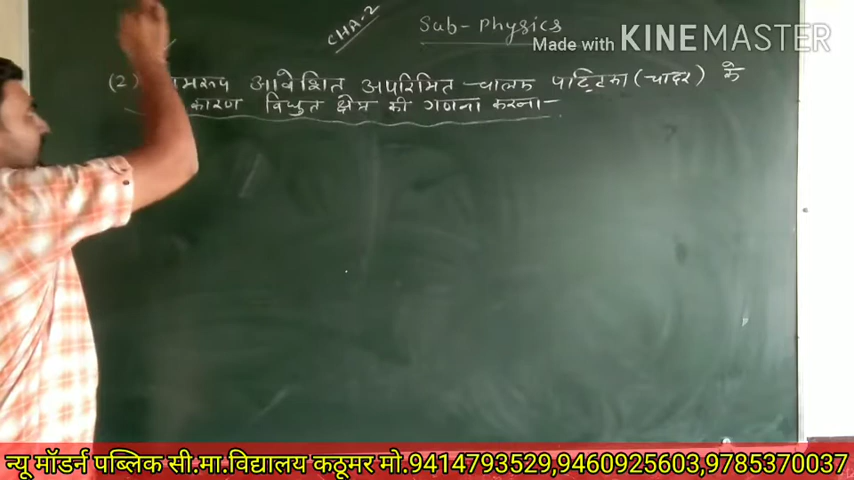 CHA-2
Sub-Physics
Made with KINEMASTER
(2) समरूप आवेशित अपरिमित चालक पट्टिका (चादर) के
कारण विद्युत क्षेत्र की गणना करना-
न्यू मॉडर्न पब्लिक सी.मा.विद्यालय कठूमर मो.9414793529,9460925603,9785370037